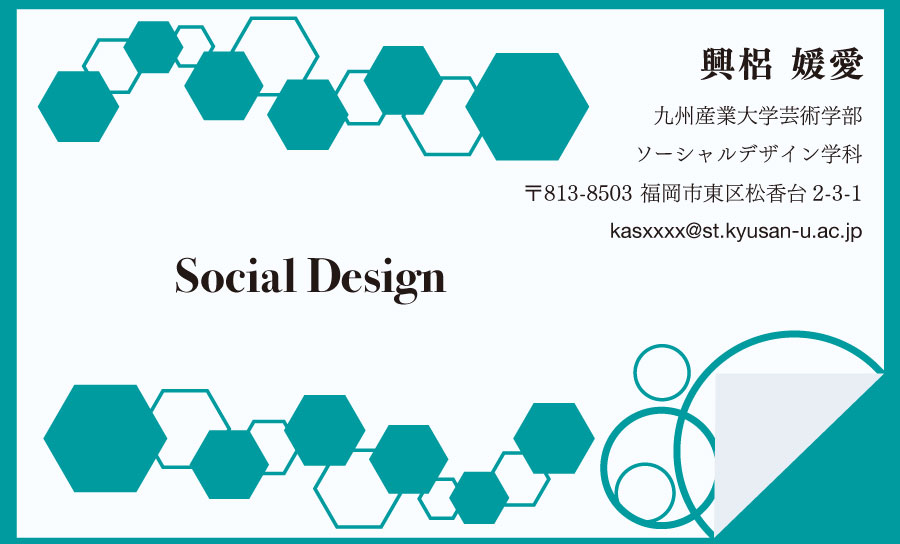 興梠 媛愛
九州産業大学芸術学部
ソーシャルデザイン学科
〒813-8503 福岡市東区松香台 2-3-1
kasxxxx@st.kyusan-u.ac.jp
Social Design